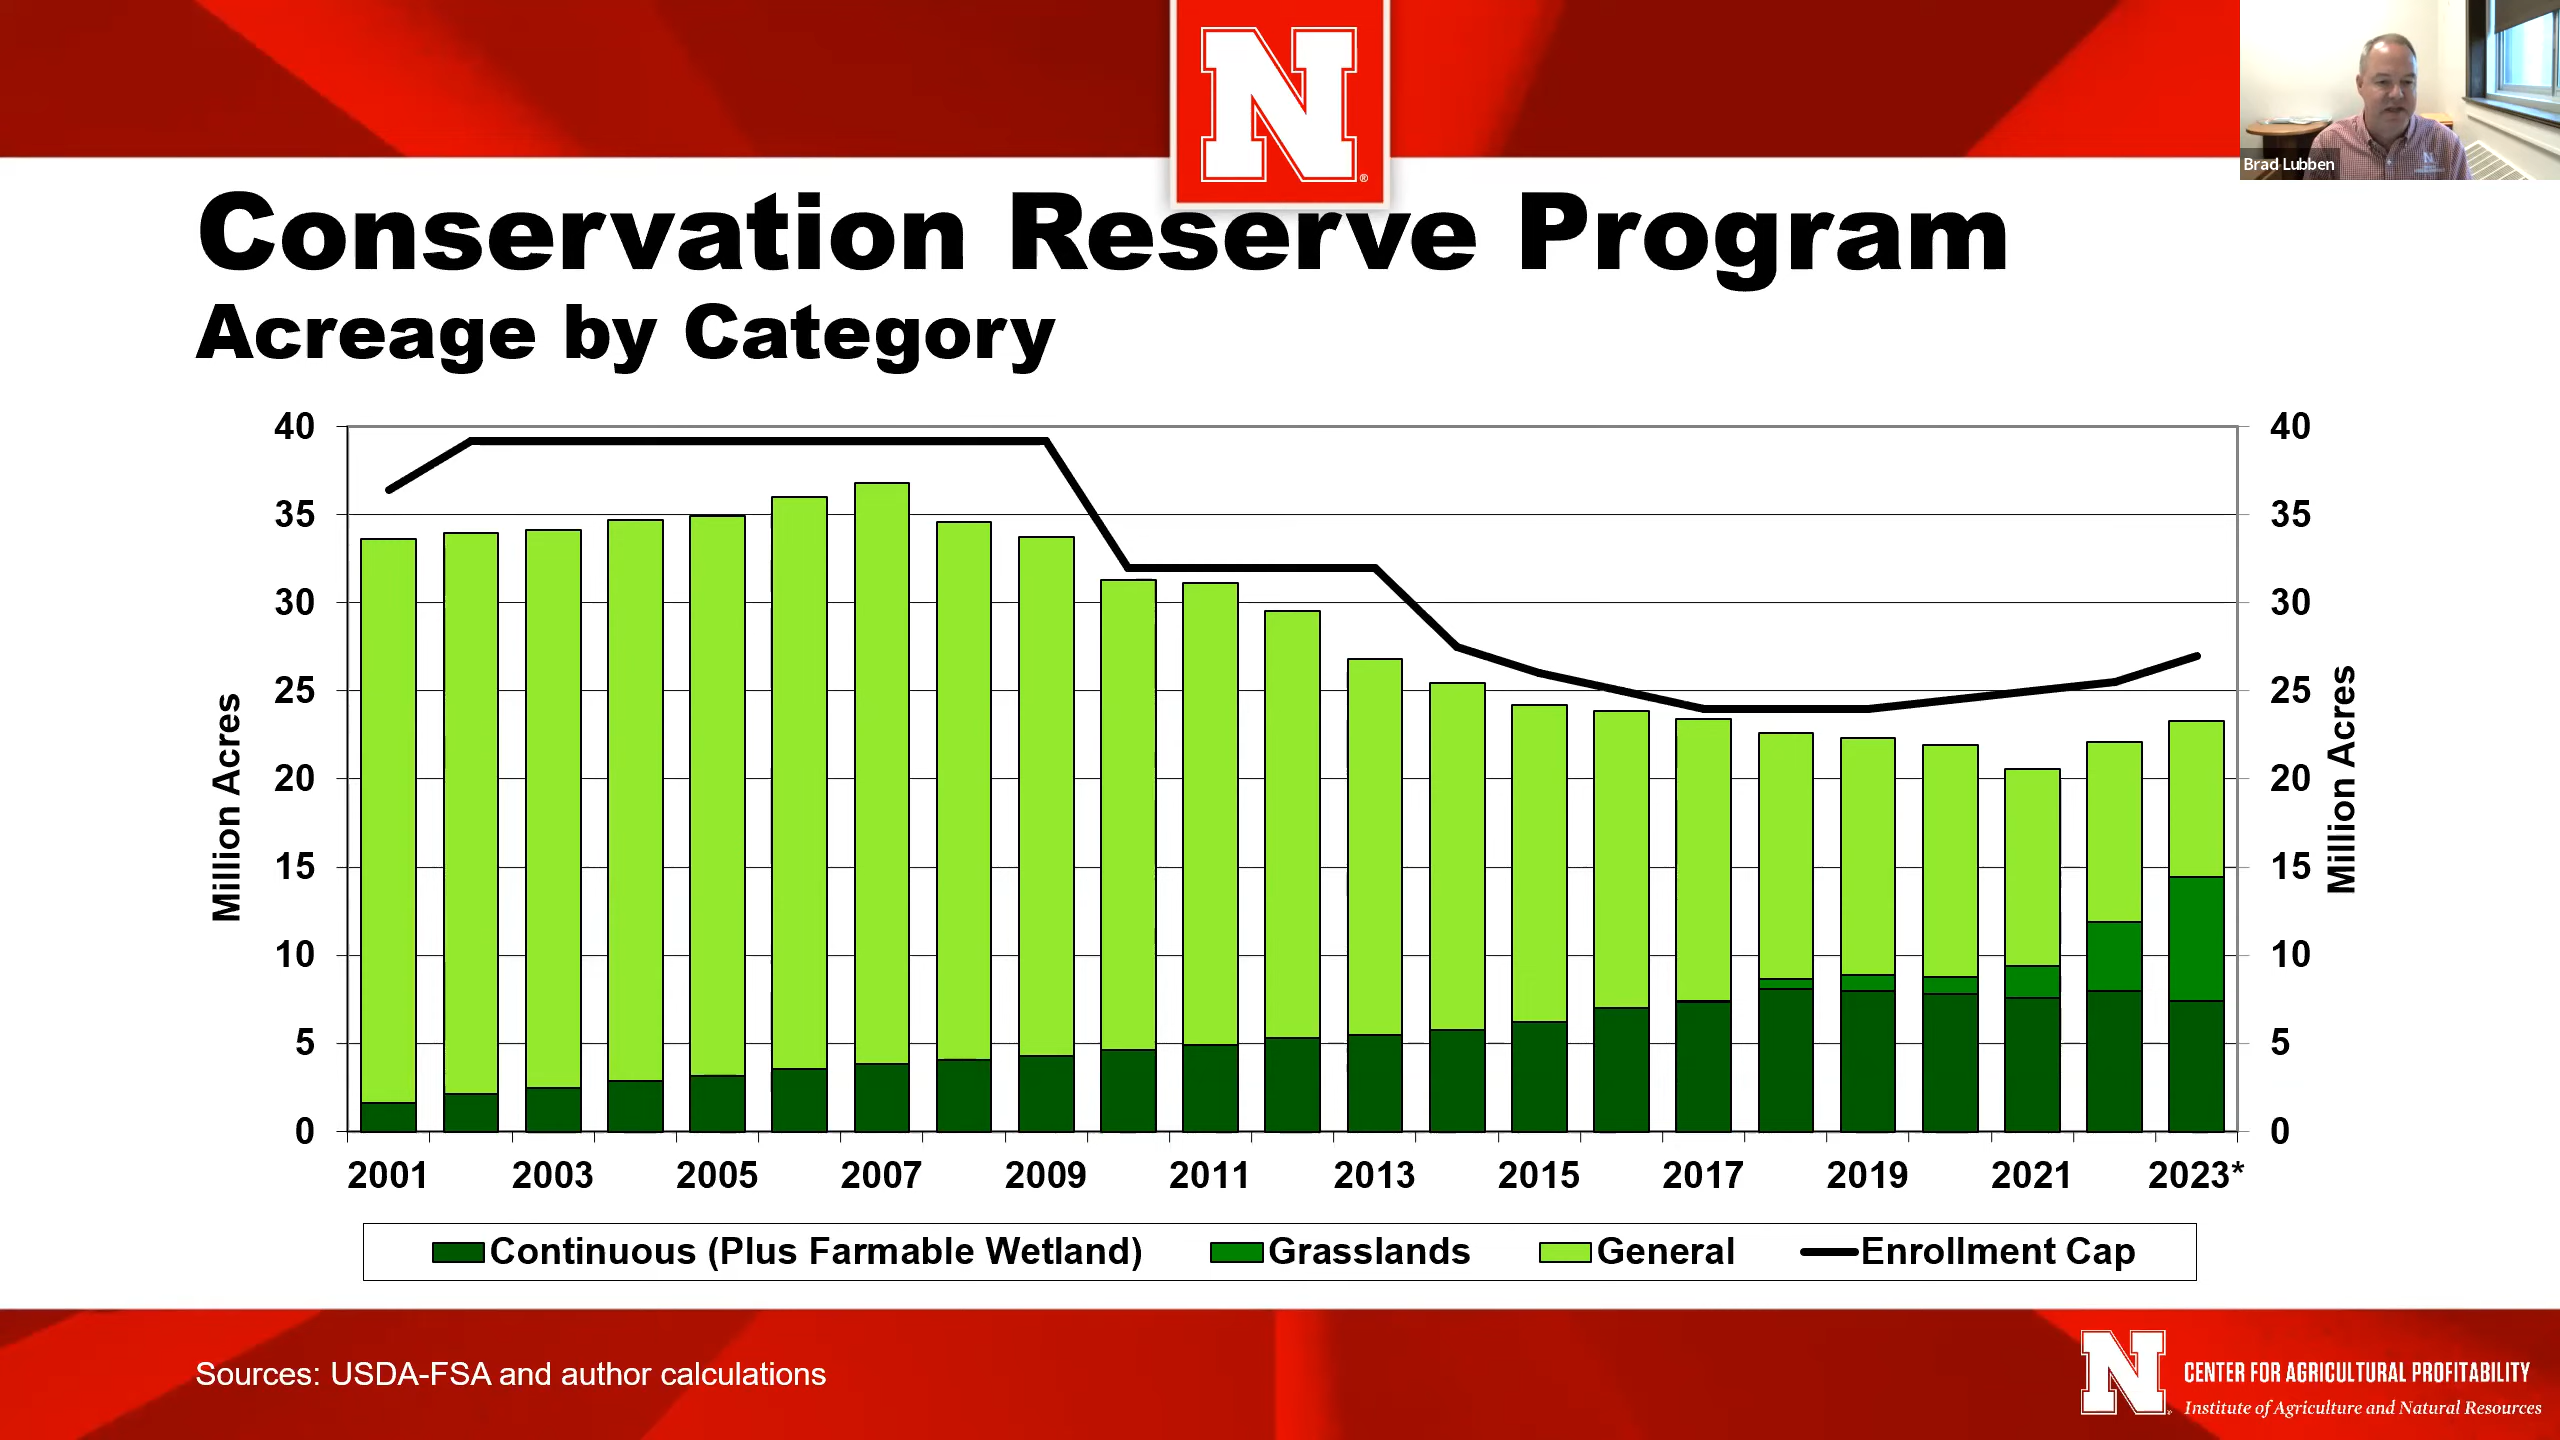 N
®
Brad Lubben
N
Conservation Reserve Program
Acreage by Category
40
35
30
25
20
15
10
5
0
Million Acres
40
35
30
25
20
15
10
5
0
Million Acres
2001 2003 2005 2007 2009 2011 2013 2015 2017 2019 2021 2023*
Continuous (Plus Farmable Wetland) Grasslands General Enrollment Cap
Sources: USDA-FSA and author calculations
N
CENTER FOR AGRICULTURAL PROFITABILITY
Institute of Agriculture and Natural Resources